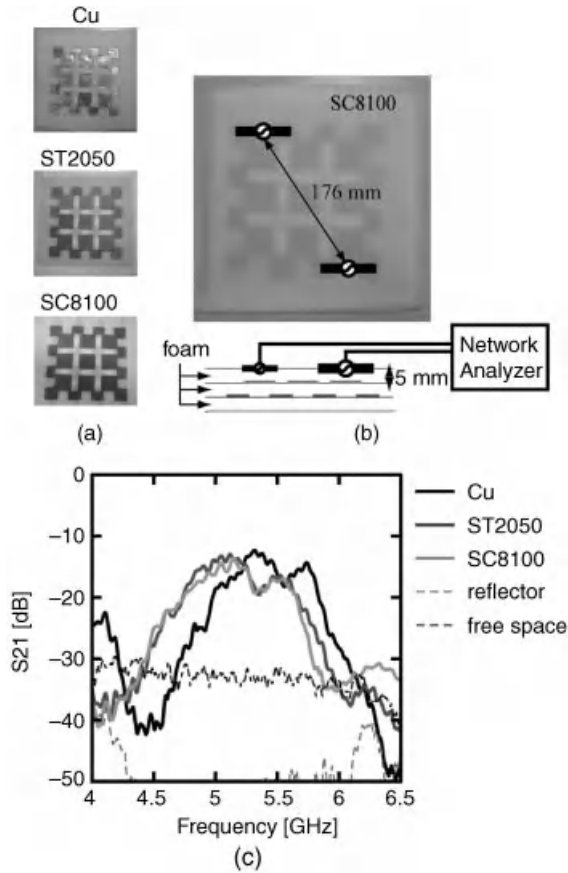 Cu
ST2050
SC8100
(a)
SC8100
176 mm
foam
5 mm
Network
Analyzer
(b)
S21 [dB]
0
−10
−20
−30
−40
−50
4
4.5
5
5.5
6
6.5
Frequency [GHz]
Cu
ST2050
SC8100
reflector
free space
(c)